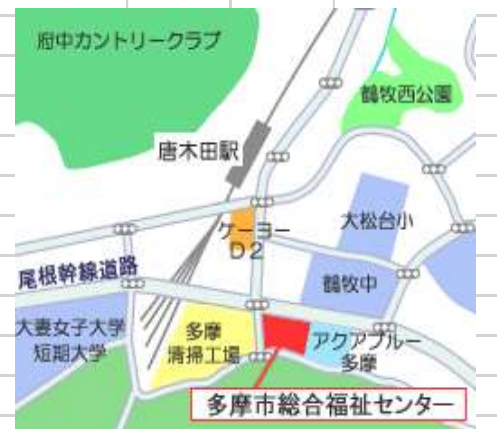 府中カントリークラブ
鶴牧西公園
唐木田駅
大松台小
ケーヨー
D2
尾根幹線道路
鶴牧中
大妻女子大学
短期大学
多摩
清掃工場
アクアブルー
多摩
多摩市総合福祉センター